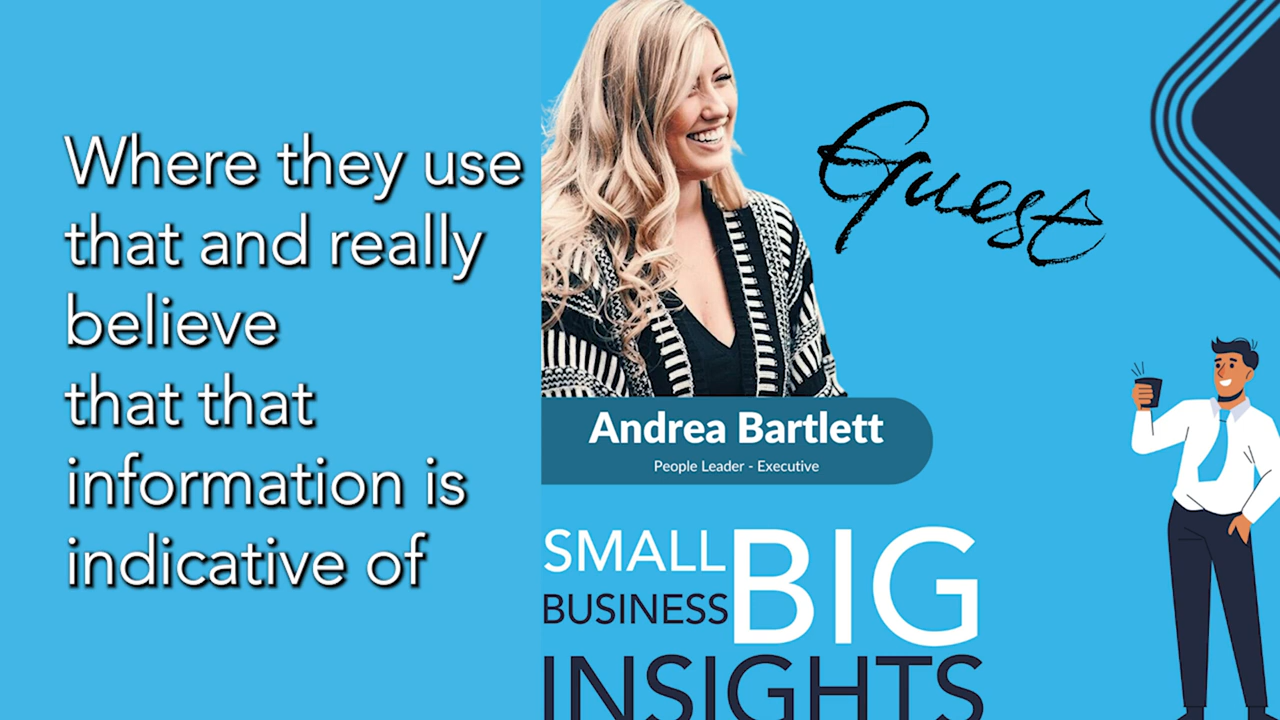 Where they use
that and really
believe
that that
information is
indicative of
Guest
Andrea Bartlett
People Leader - Executive
SMALL
BUSINESS
BIG
INSIGHTS